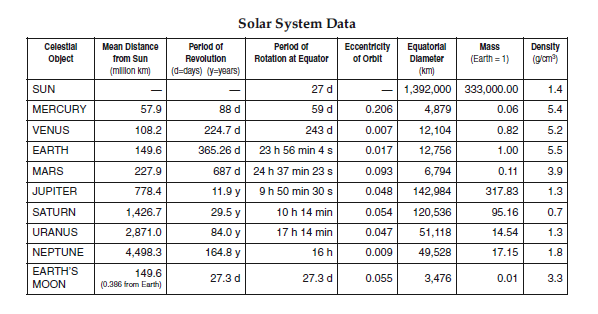 Solar System Data
Celestial Object | Mean Distance from Sun (million km) | Period of Revolution (d=days) (y=years) | Period of Rotation at Equator | Eccentricity of Orbit | Equatorial Diameter (km) | Mass (Earth = 1) | Density (g/cm³)
SUN | — | — | 27 d | — | 1,392,000 | 333,000.00 | 1.4
MERCURY | 57.9 | 88 d | 59 d | 0.206 | 4,879 | 0.06 | 5.4
VENUS | 108.2 | 224.7 d | 243 d | 0.007 | 12,104 | 0.82 | 5.2
EARTH | 149.6 | 365.26 d | 23 h 56 min 4 s | 0.017 | 12,756 | 1.00 | 5.5
MARS | 227.9 | 687 d | 24 h 37 min 23 s | 0.093 | 6,794 | 0.11 | 3.9
JUPITER | 778.4 | 11.9 y | 9 h 50 min 30 s | 0.048 | 142,984 | 317.83 | 1.3
SATURN | 1,426.7 | 29.5 y | 10 h 14 min | 0.054 | 120,536 | 95.16 | 0.7
URANUS | 2,871.0 | 84.0 y | 17 h 14 min | 0.047 | 51,118 | 14.54 | 1.3
NEPTUNE | 4,498.3 | 164.8 y | 16 h | 0.009 | 49,528 | 17.15 | 1.8
EARTH'S MOON | 149.6 (0.386 from Earth) | 27.3 d | 27.3 d | 0.055 | 3,476 | 0.01 | 3.3